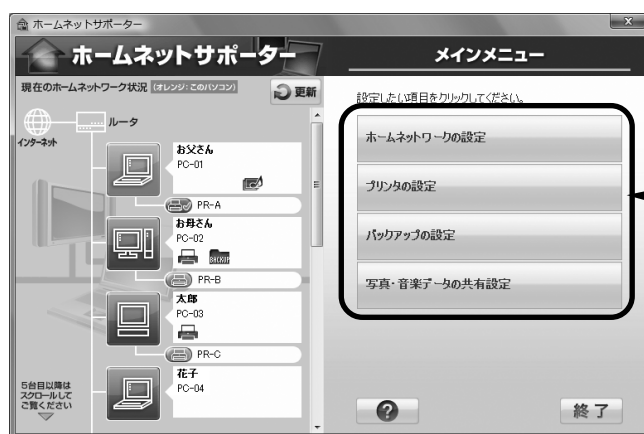 ホームネットサポーター
ホームネットサポーター
メインメニュー
現在のホームネットワーク状況 (オレンジ:このパソコン)
更新
インターネット
ルータ
お父さん
PC-01
PR-A
お母さん
PC-02
BACKUP
PR-B
太郎
PC-03
PR-C
花子
PC-04
5台目以降は
スクロールして
ご覧ください
設定したい項目をクリックしてください。
ホームネットワークの設定
プリンタの設定
バックアップの設定
写真・音楽データの共有設定
?
終了